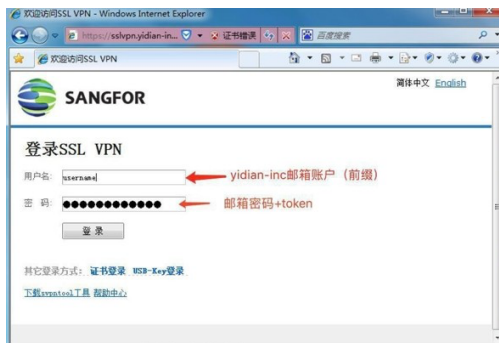 欢迎访问SSL VPN - Windows Internet Explorer
https://sslvpn.yidian-in...
证书错误
百度搜索
欢迎访问SSL VPN
简体中文 English
SANGFOR
登录SSL VPN
用户名: username
yidian-inc邮箱账户（前缀）
密 码:
邮箱密码+token
登 录
其它登录方式: 证书登录 USB-Key登录
下载svpntool工具 帮助中心